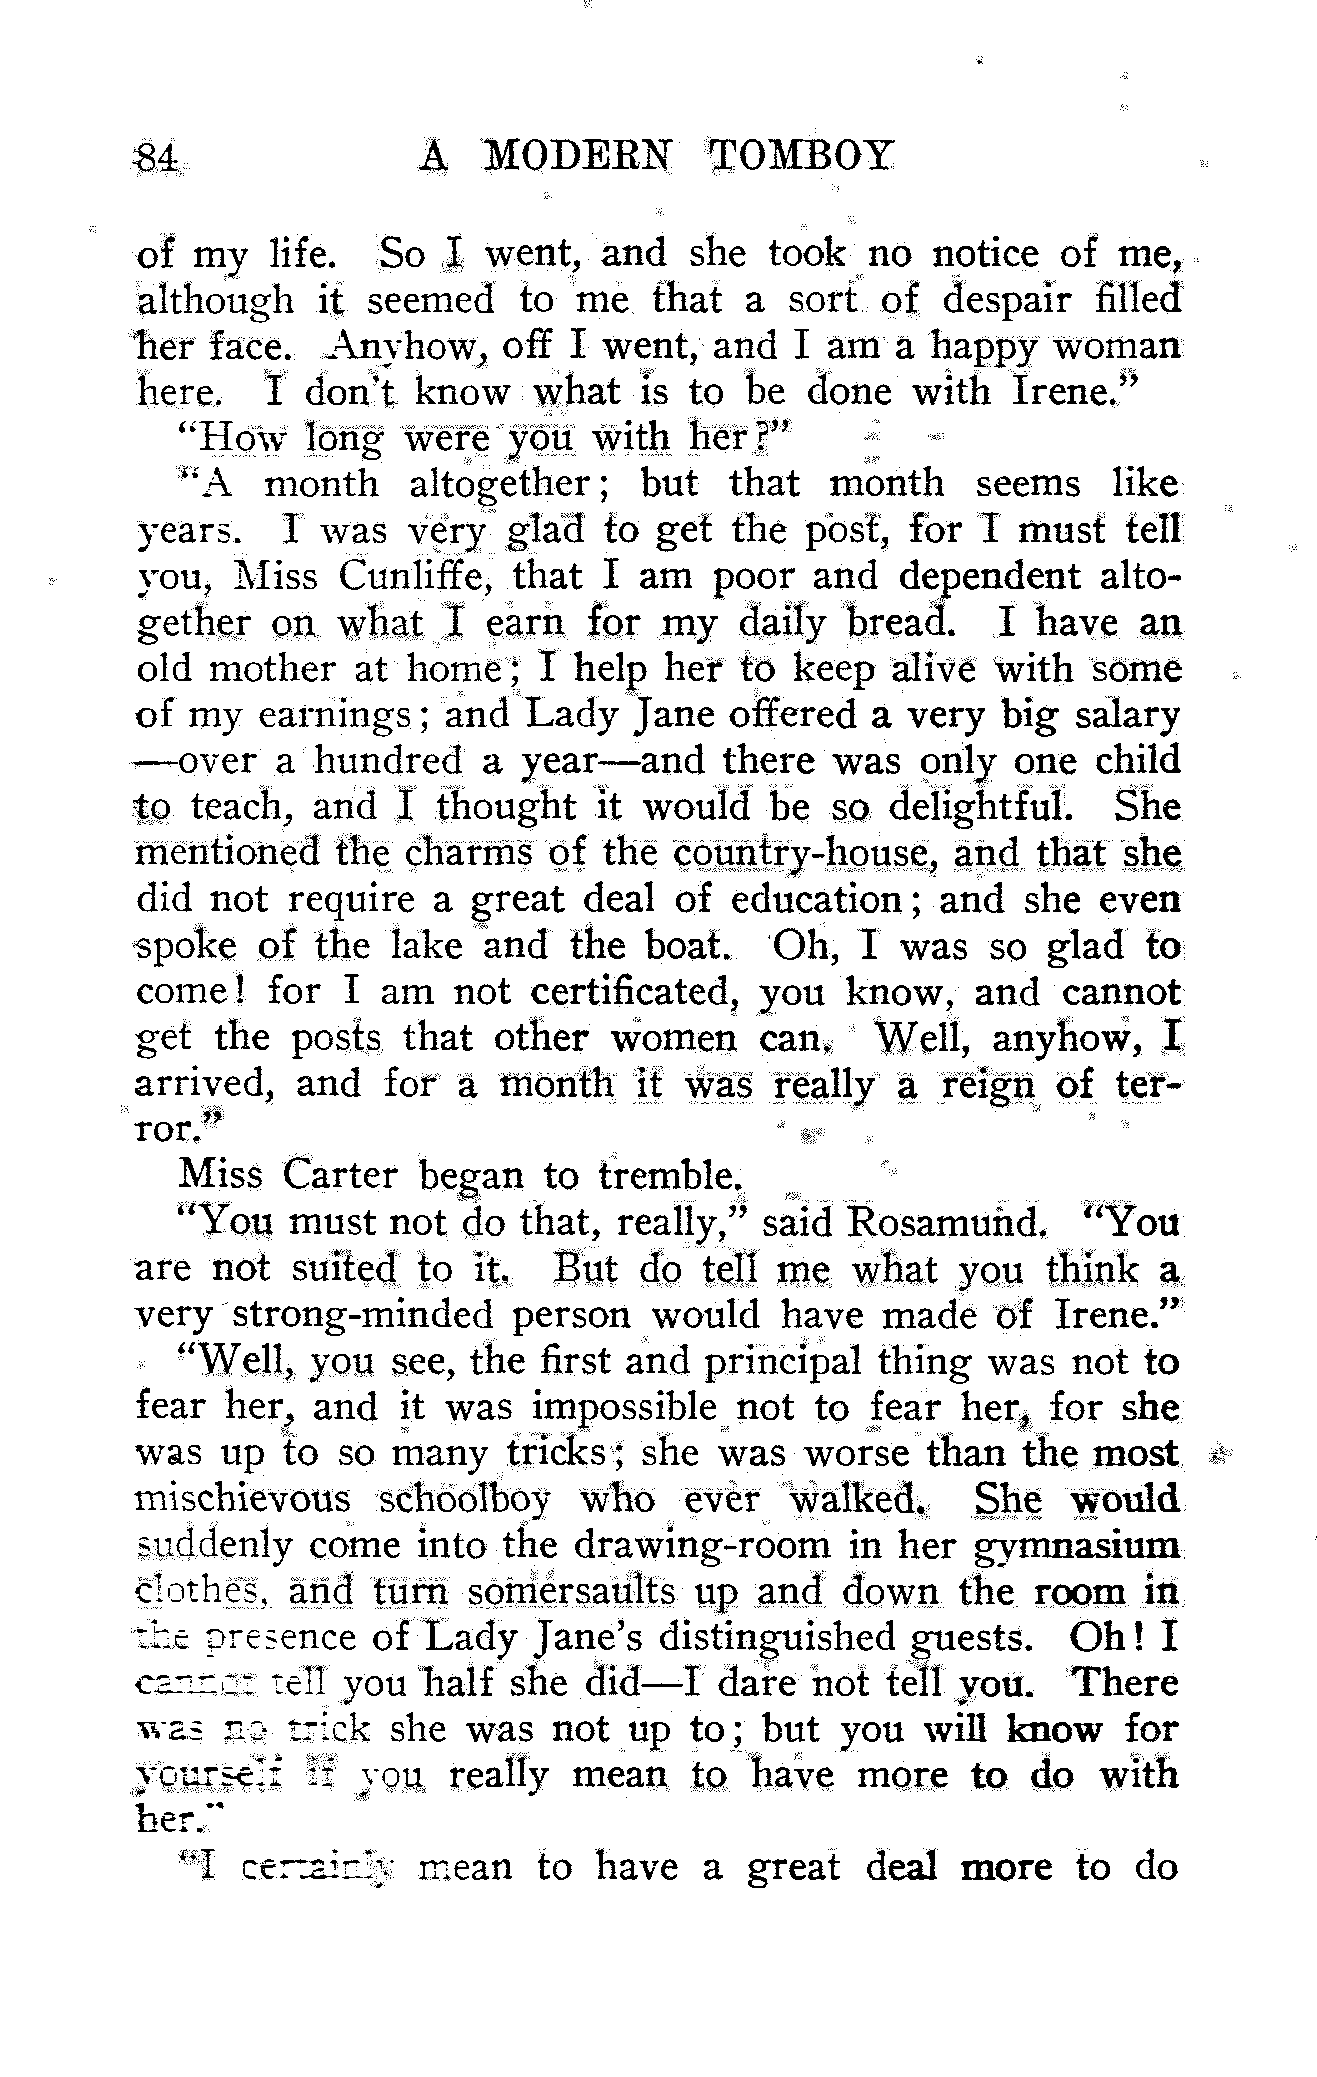 84 A MODERN TOMBOY
of my life. So I went, and she took no notice of me,
although it seemed to me that a sort of despair filled
her face. Anyhow, off I went, and I am a happy woman
here. I don't know what is to be done with Irene."
"How long were you with her?"
"A month altogether; but that month seems like
years. I was very glad to get the post, for I must tell
you, Miss Cunliffe, that I am poor and dependent alto-
gether on what I earn for my daily bread. I have an
old mother at home; I help her to keep alive with some
of my earnings; and Lady Jane offered a very big salary
—over a hundred a year—and there was only one child
to teach, and I thought it would be so delightful. She
mentioned the charms of the country-house, and that she
did not require a great deal of education; and she even
spoke of the lake and the boat. Oh, I was so glad to
come! for I am not certificated, you know, and cannot
get the posts that other women can. Well, anyhow, I
arrived, and for a month it was really a reign of ter-
ror."
Miss Carter began to tremble.
"You must not do that, really," said Rosamund. "You
are not suited to it. But do tell me what you think a
very strong-minded person would have made of Irene."
"Well, you see, the first and principal thing was not to
fear her, and it was impossible not to fear her, for she
was up to so many tricks; she was worse than the most
mischievous schoolboy who ever walked. She would
suddenly come into the drawing-room in her gymnasium
clothes, and turn somersaults up and down the room in
the presence of Lady Jane's distinguished guests. Oh! I
cannot tell you half she did—I dare not tell you. There
was no trick she was not up to; but you will know for
yourself if you really mean to have more to do with
her."
"I certainly mean to have a great deal more to do